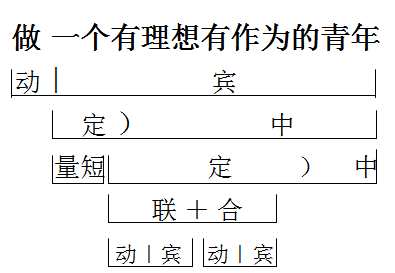 做 一个有理想有作为的青年
动 | 宾
定 ） 中
量短 定 ） 中
联 ＋ 合
动 | 宾 动 | 宾